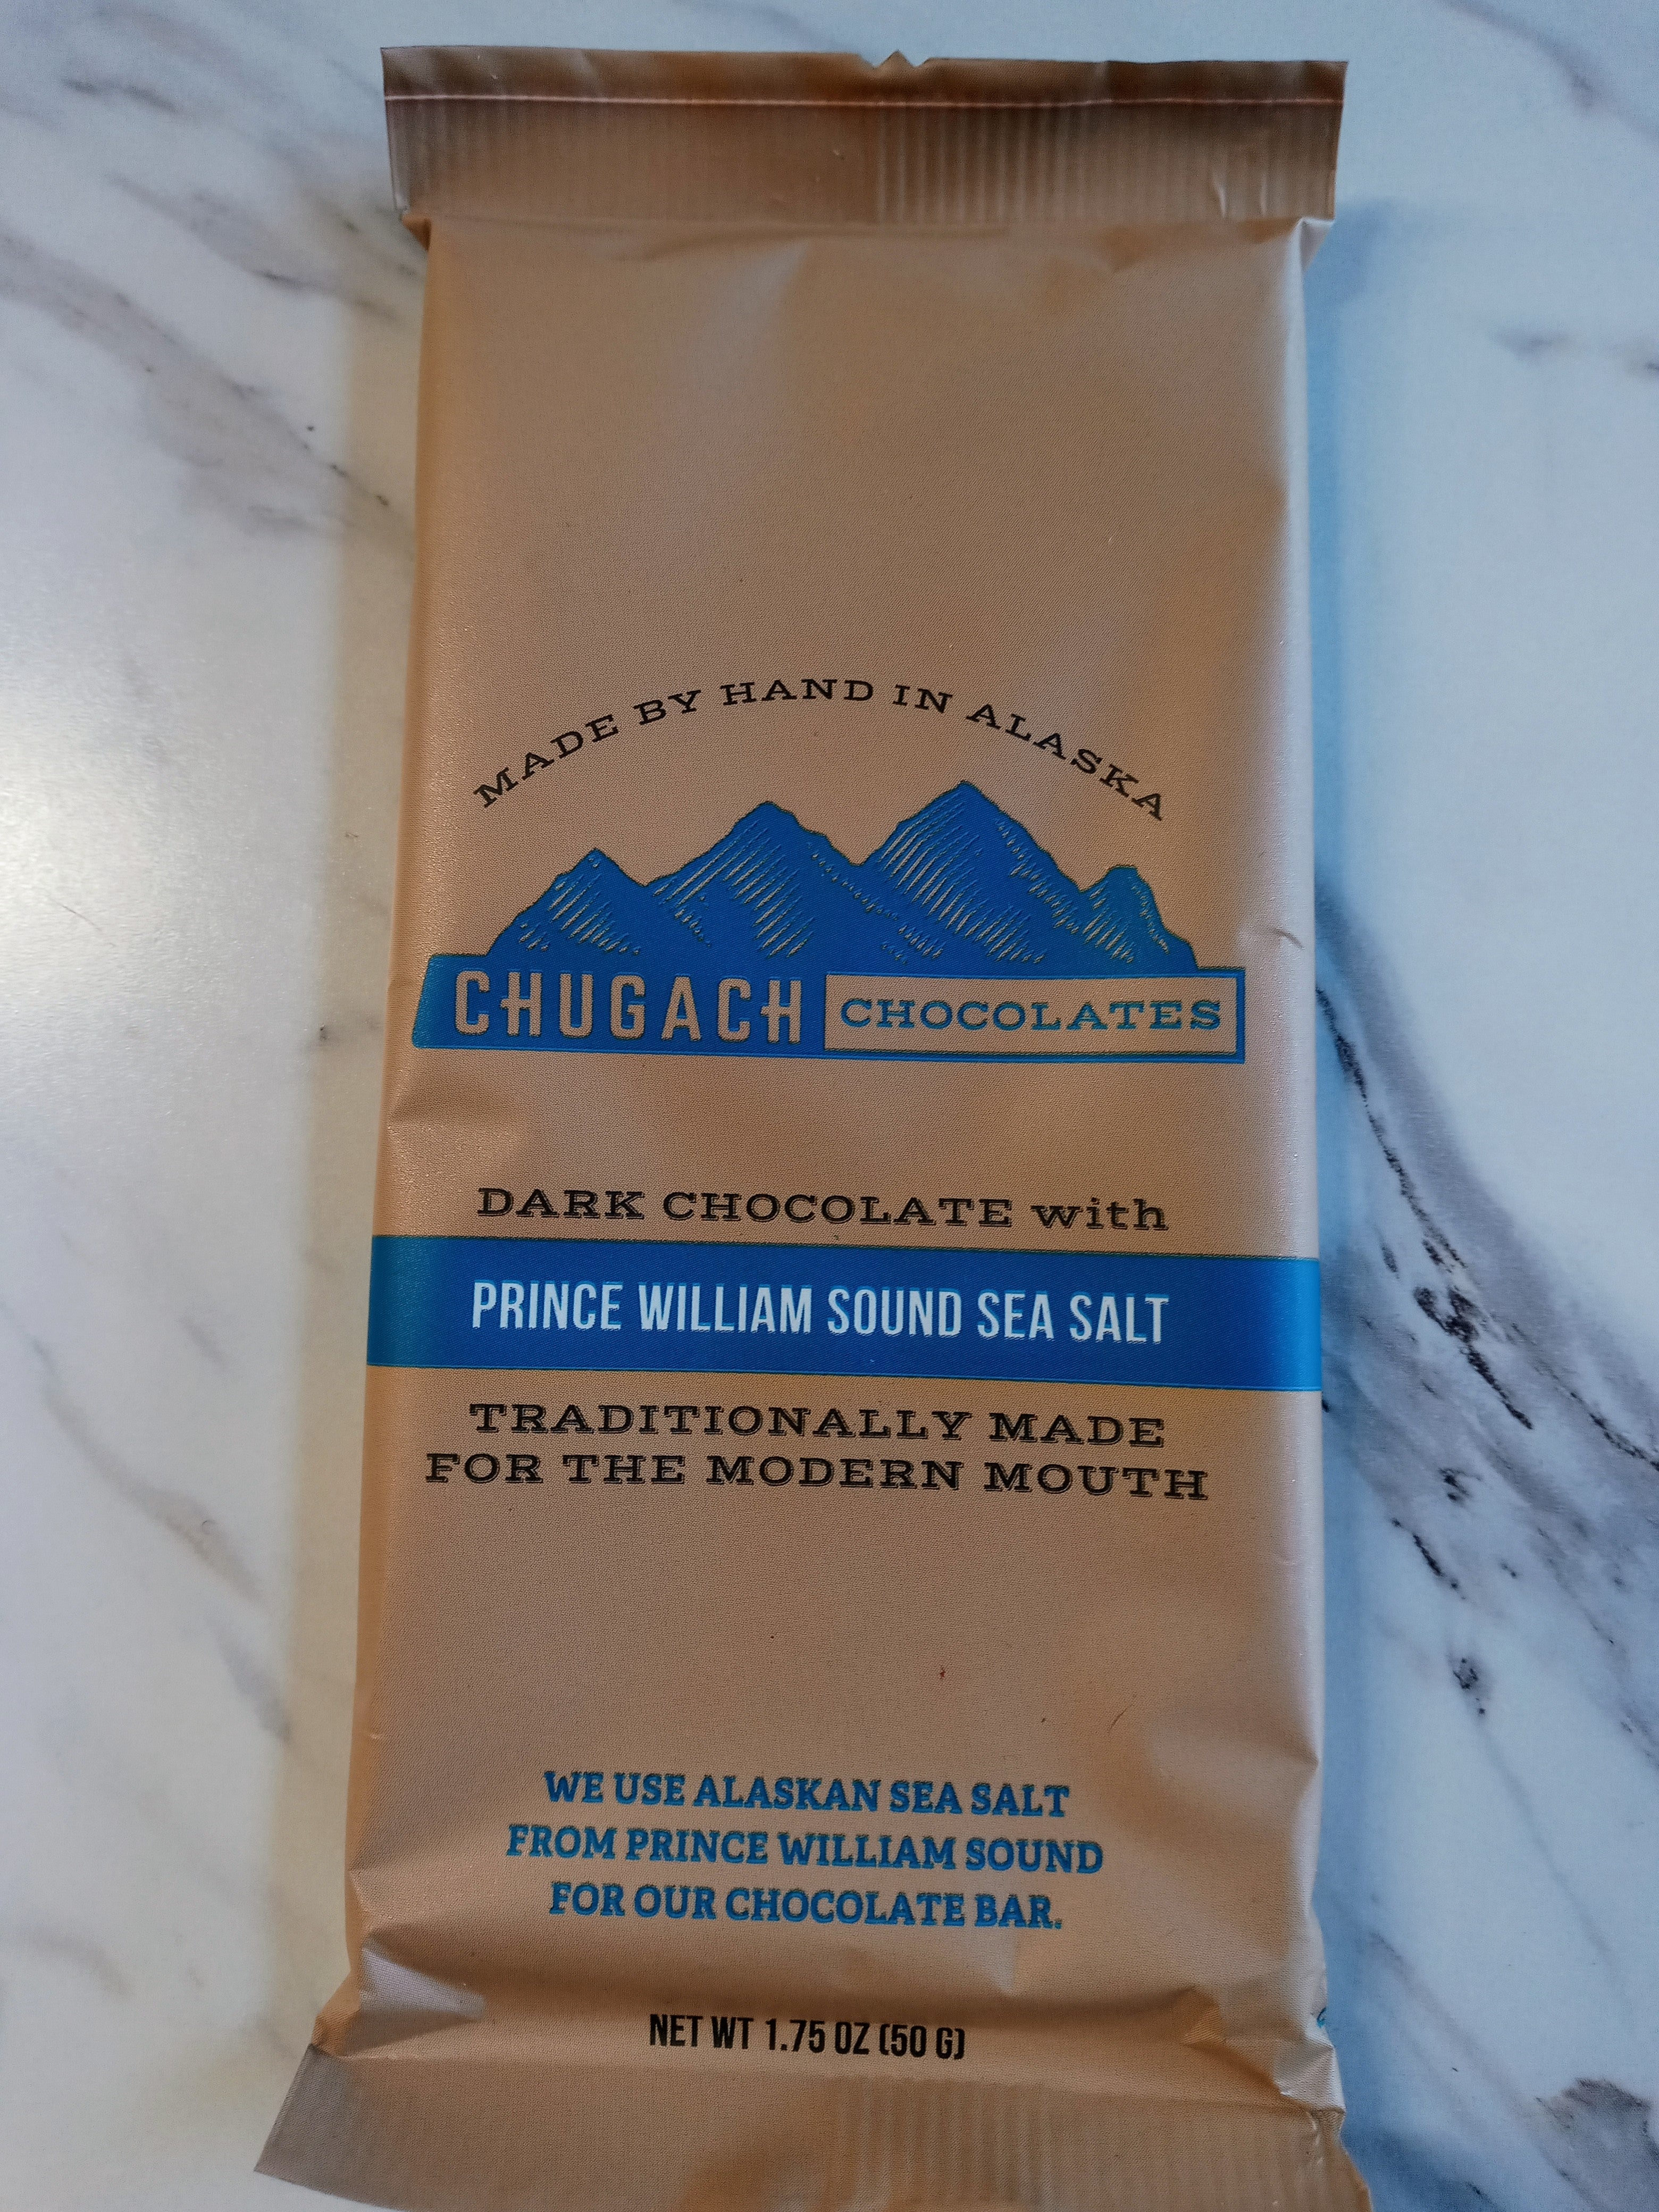 MADE BY HAND IN ALASKA
CHUGACH CHOCOLATES
DARK CHOCOLATE with
PRINCE WILLIAM SOUND SEA SALT
TRADITIONALLY MADE
FOR THE MODERN MOUTH
WE USE ALASKAN SEA SALT
FROM PRINCE WILLIAM SOUND
FOR OUR CHOCOLATE BAR.
NET WT 1.75 OZ (50 G)